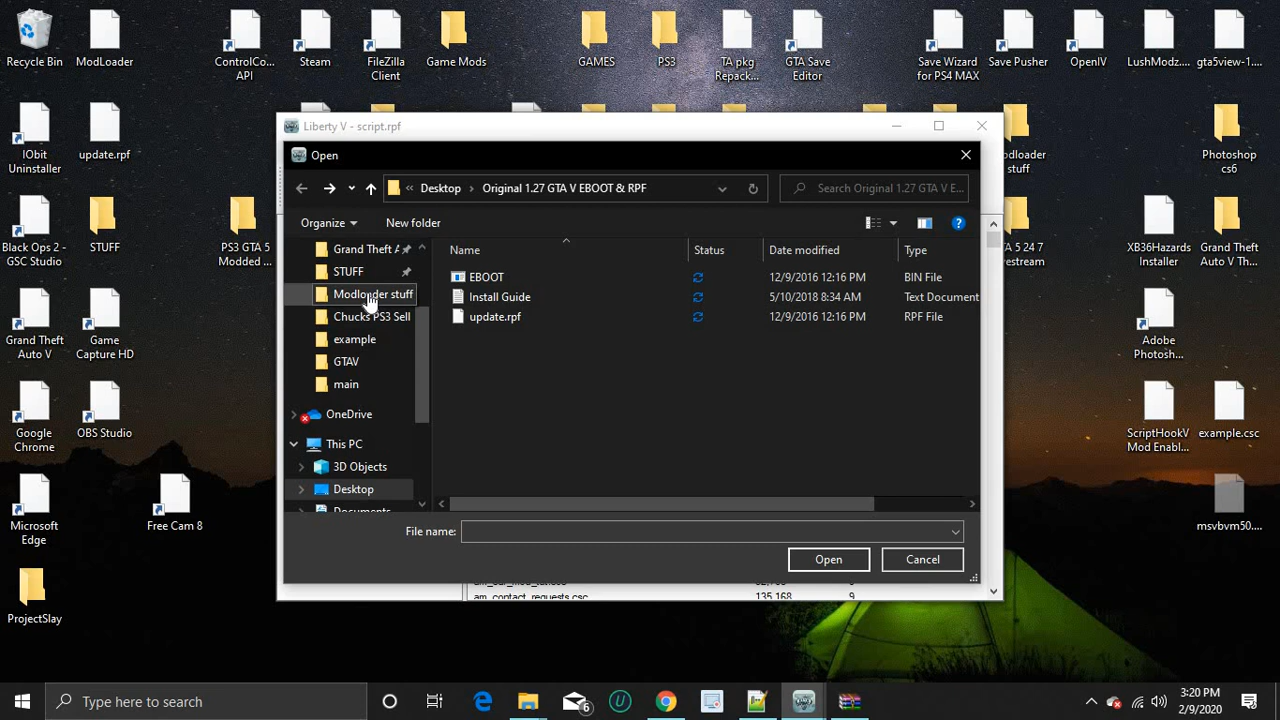 Recycle Bin
ModLoader
ControlCo...
API
Steam
FileZilla
Client
Game Mods
GAMES
PS3
TA pkg
Repack...
GTA Save
Editor
Save Wizard
for PS4 MAX
Save Pusher
OpenIV
LushModz....
gta5view-1....
IObit
Uninstaller
update.rpf
odloader
stuff
Photoshop
cs6
Black Ops 2 -
GSC Studio
STUFF
PS3 GTA 5
Modded ...
A 5 24 7
vestream
XB36Hazards
Installer
Grand Theft
Auto V Th...
Grand Theft
Auto V
Game
Capture HD
Adobe
Photosh...
Google
Chrome
OBS Studio
ScriptHookV
Mod Enabl...
example.csc
Microsoft
Edge
Free Cam 8
msvbvm50....
ProjectSlay
Liberty V - script.rpf
Open
Desktop
Original 1.27 GTA V EBOOT & RPF
Search Original 1.27 GTA V E...
Organize
New folder
Grand Theft A
STUFF
Modloader stuff
Chucks PS3 Sell
example
GTAV
main
OneDrive
This PC
3D Objects
Desktop
Documents
Name
Status
Date modified
Type
EBOOT
12/9/2016 12:16 PM
BIN File
Install Guide
5/10/2018 8:34 AM
Text Document
update.rpf
12/9/2016 12:16 PM
RPF File
File name:
Open
Cancel
am_contact_requests.csc
135,168
9
Type here to search
6
3:20 PM
2/9/2020